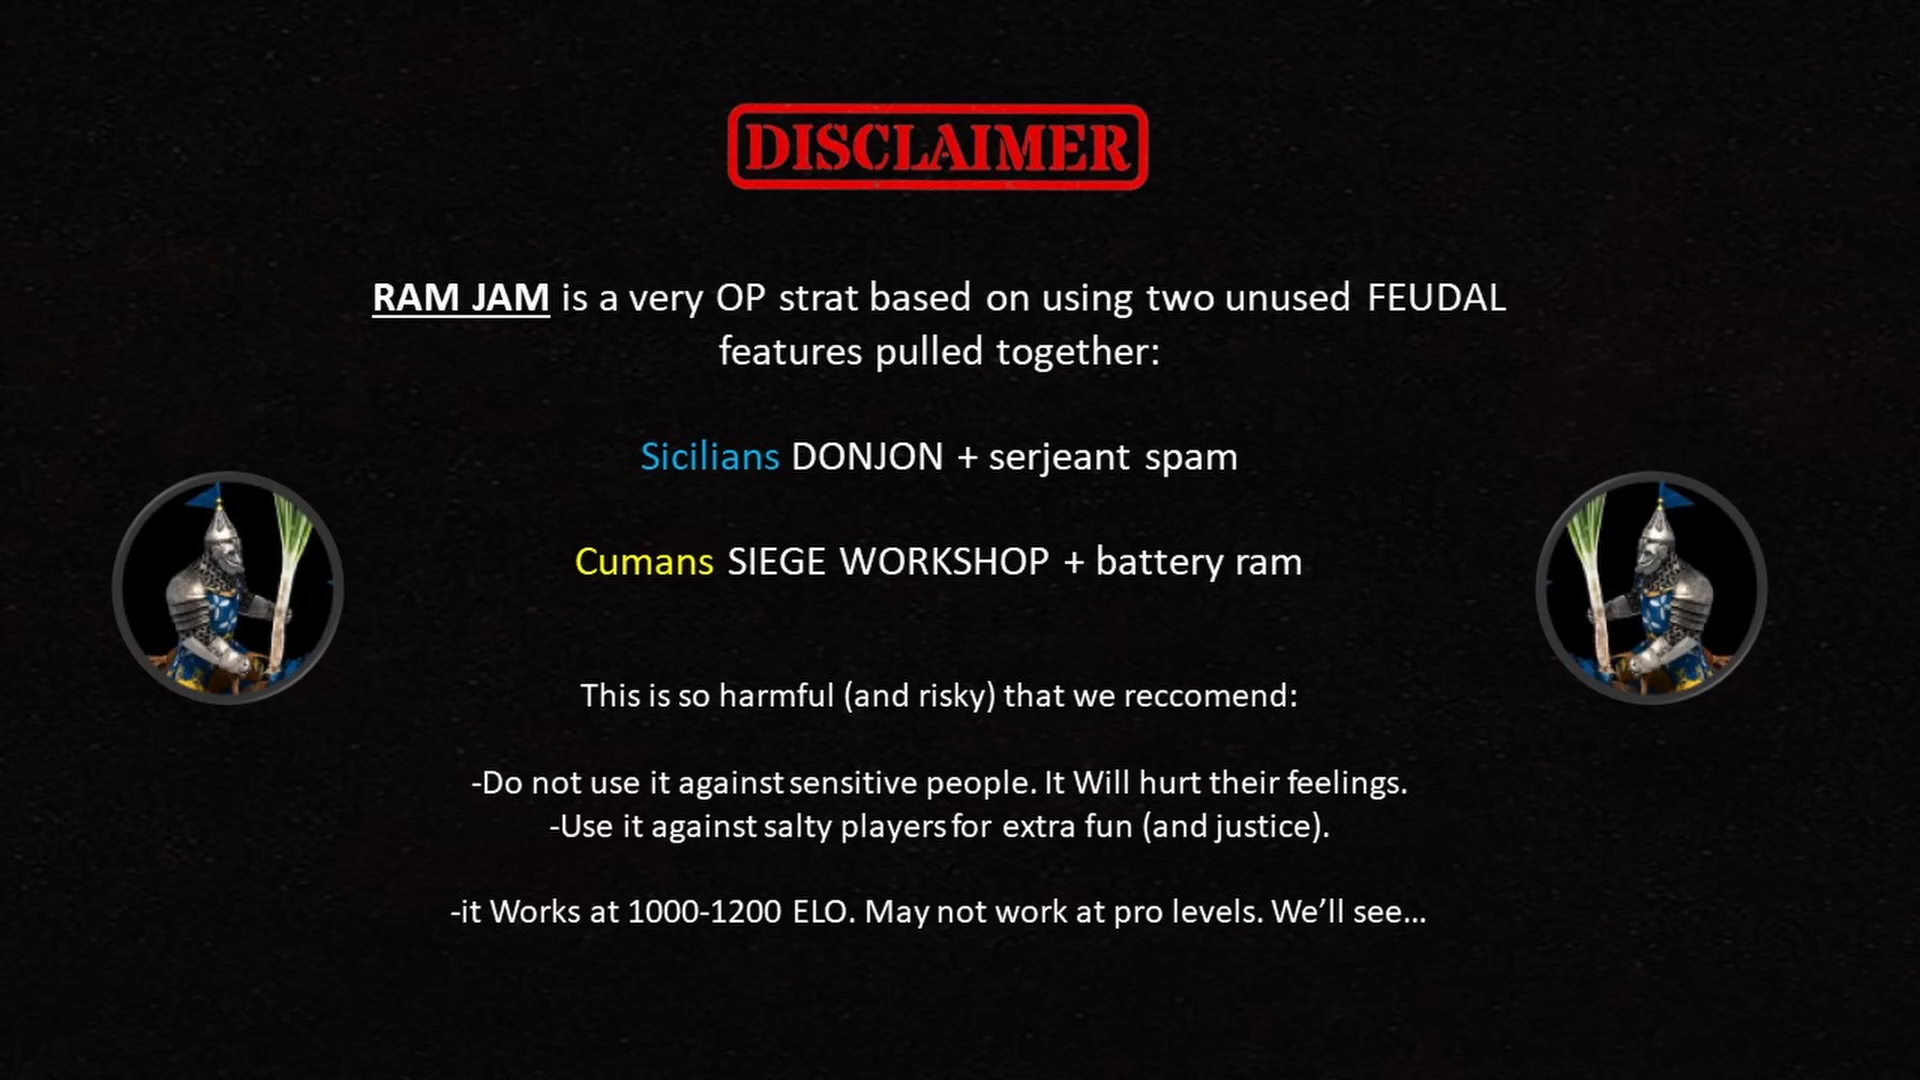 DISCLAIMER
RAM JAM is a very OP strat based on using two unused FEUDAL
features pulled together:
Sicilians DONJON + serjeant spam
Cumans SIEGE WORKSHOP + battery ram
This is so harmful (and risky) that we reccomend:
-Do not use it against sensitive people. It Will hurt their feelings.
-Use it against salty players for extra fun (and justice).
-it Works at 1000-1200 ELO. May not work at pro levels. We’ll see...